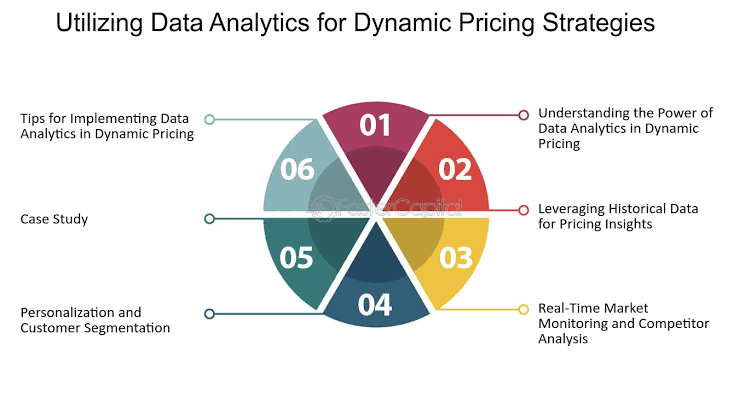 Utilizing Data Analytics for Dynamic Pricing Strategies
01
Understanding the Power of
Data Analytics in Dynamic
Pricing
02
Leveraging Historical Data
for Pricing Insights
03
Real-Time Market
Monitoring and Competitor
Analysis
04
Personalization and
Customer Segmentation
05
Case Study
06
Tips for Implementing Data
Analytics in Dynamic Pricing
FasterCapital